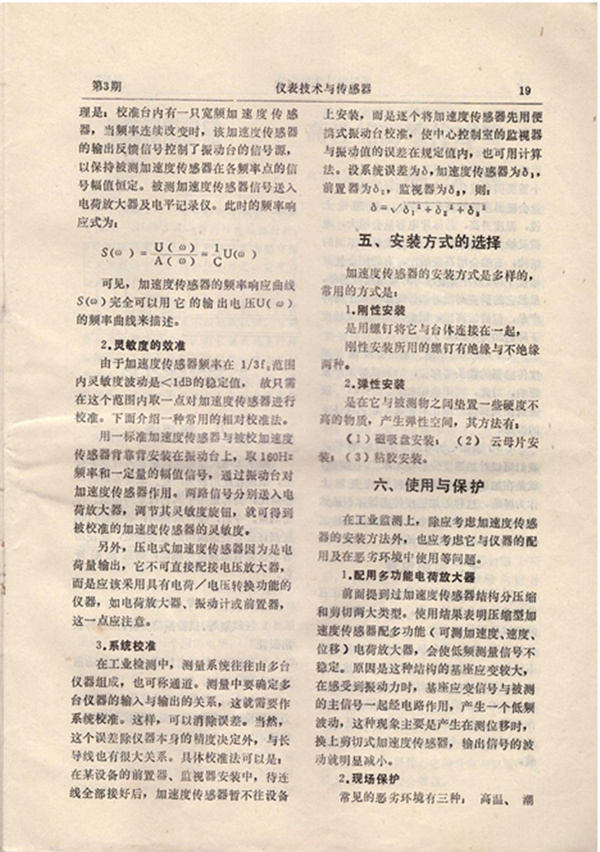 第3期
仪表技术与传感器
19
理是：校准台内有一只宽频加速度传感
器，当频率连续改变时，该加速度传感器
的输出反馈信号控制了振动台的信号源，
以保持被测加速度传感器在各频率点的信
号幅值恒定。被测加速度传感器信号送入
电荷放大器及电平记录仪。此时的频率响
应式为：
S(ω) = U(ω)/A(ω) = 1/C U(ω)
可见，加速度传感器的频率响应曲线
S(ω)完全可以用它的输出电压U(ω)
的频率曲线来描述。
2.灵敏度的效准
由于加速度传感器频率在 1/3f₀范围
内灵敏度波动是<1dB的稳定值， 故只需
在这个范围内取一点对加速度传感器进行
校准。下面介绍一种常用的相对校准法。
用一标准加速度传感器与被校加速度
传感器背靠背安装在振动台上，取160Hz
频率和一定量的幅值信号，通过振动台对
加速度传感器作用。两路信号分别送入电
荷放大器，调节其灵敏度旋钮，就可得到
被校准的加速度传感器的灵敏度。
另外，压电式加速度传感器因为是电
荷量输出，它不可直接配接电压放大器，
而是应该采用具有电荷／电压转换功能的
仪器，如电荷放大器、振动计或前置器，
这一点应注意。
3.系统校准
在工业检测中，测量系统往往由多台
仪器组成，也可称通道。测量中要确定多
台仪器的输入与输出的关系，这就需要作
系统校准。这样，可以消除误差。当然，
这个误差除仪器本身的精度决定外，与长
导线也有很大关系。具体校准法可以是：
在某设备的前置器、监视器安装中，待连
线全部接好后，加速度传感器暂不往设备
上安装，而是逐个将加速度传感器先用便
携式振动台校准，使中心控制室的监视器
与振动值的误差在规定值内，也可用计算
法。设系统误差为δ，加速度传感器为δ₁，
前置器为δ₂，监视器为δ₃，则：
δ=√δ₁²+δ₂²+δ₃²
五、安装方式的选择
加速度传感器的安装方式是多样的，
常用的方式是：
1.刚性安装
是用螺钉将它与台体连接在一起，
刚性安装所用的螺钉有绝缘与不绝缘
两种。
2.弹性安装
是在它与被测物之间垫置一些硬度不
高的物质，产生弹性空间，其方法有：
（1）磁吸盘安装；（2）云母片安
装；（3）粘胶安装。
六、使用与保护
在工业监测上，除应考虑加速度传感
器的安装方法外，也应考虑它与仪器的配
用及在恶劣环境中使用等问题。
1.配用多功能电荷放大器
前面提到过加速度传感器结构分压缩
和剪切两大类型。使用结果表明压缩型加
速度传感器配多功能（可测加速度、速度、
位移）电荷放大器，会使低频测量信号不
稳定。原因是这种结构的基座应变较大，
在感受到振动力时，基座应变信号与被测
的主信号一起经电路作用，产生一个低频
波动，这种现象主要是产生在测位移时，
换上剪切式加速度传感器，输出信号的波
动就明显减小。
2.现场保护
常见的恶劣环境有三种： 高温、 潮